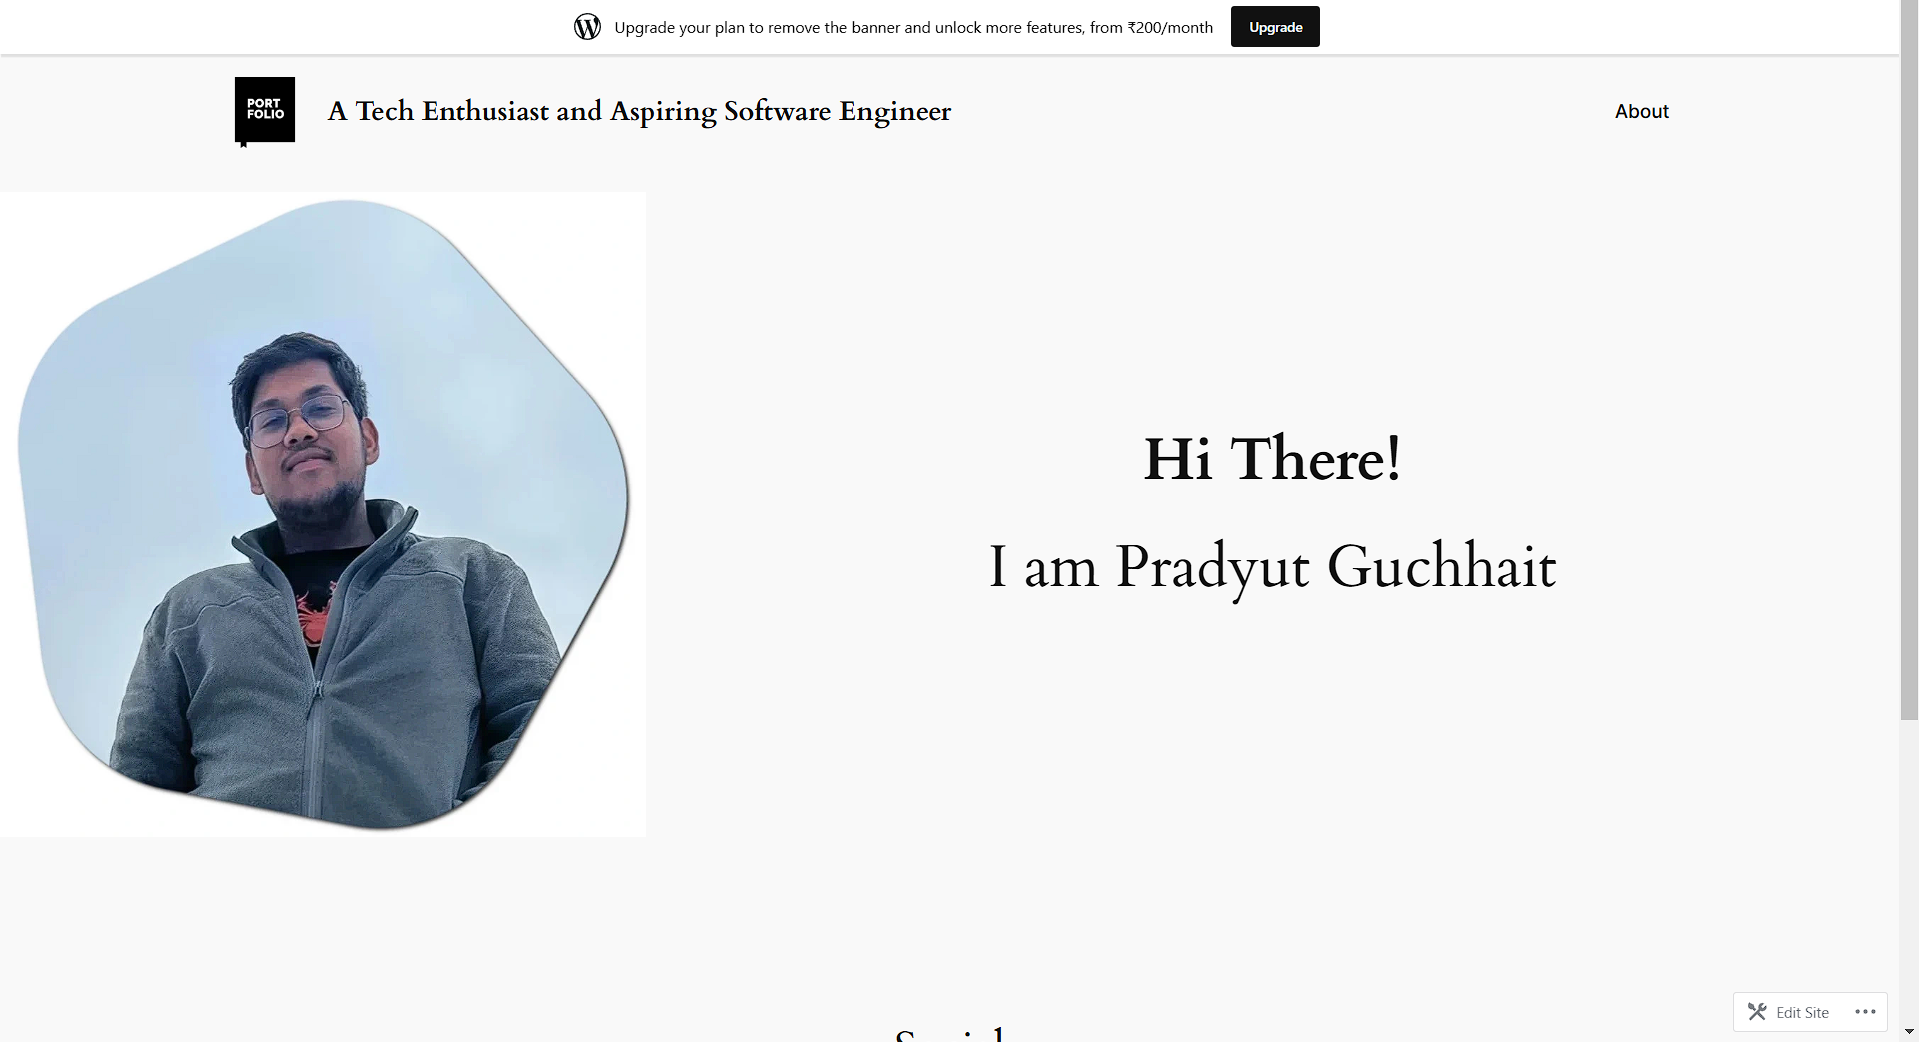 Upgrade your plan to remove the banner and unlock more features, from ₹200/month
Upgrade
PORT
FOLIO
A Tech Enthusiast and Aspiring Software Engineer
About
Hi There!
I am Pradyut Guchhait
Edit Site